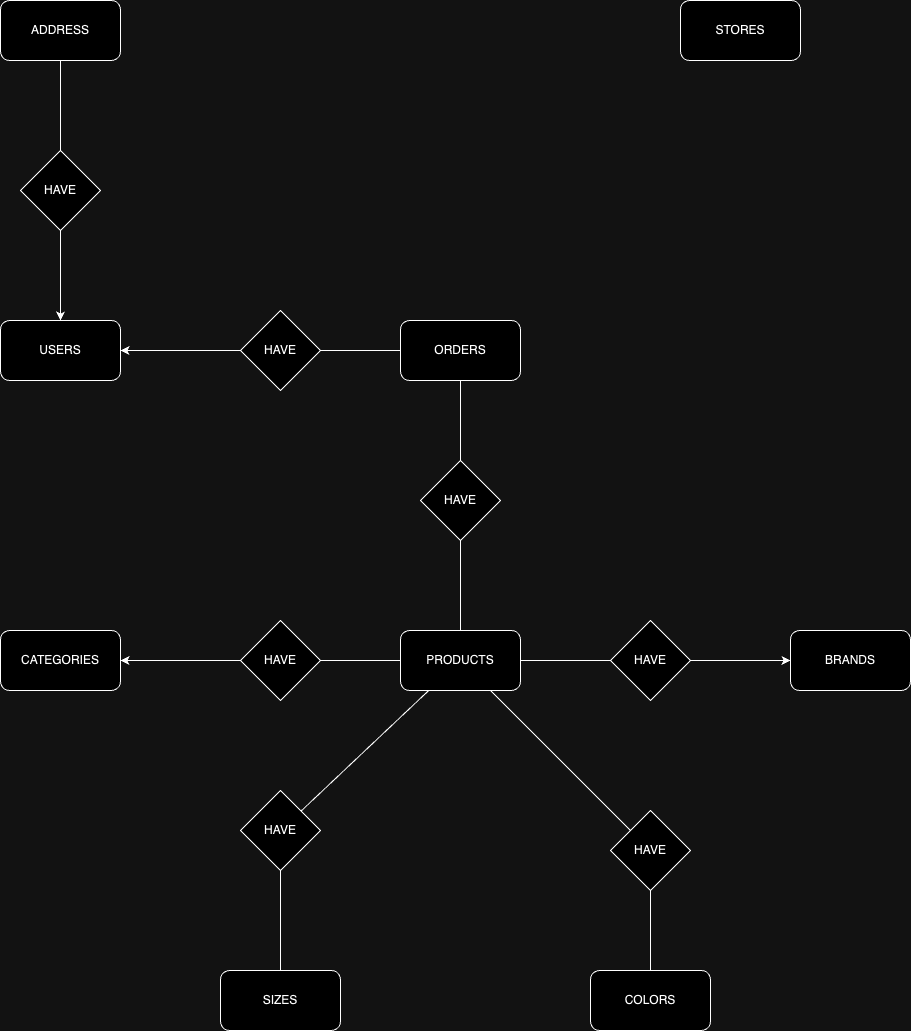 ADDRESS
STORES
HAVE
USERS
HAVE
ORDERS
HAVE
CATEGORIES
HAVE
PRODUCTS
HAVE
BRANDS
HAVE
HAVE
SIZES
COLORS